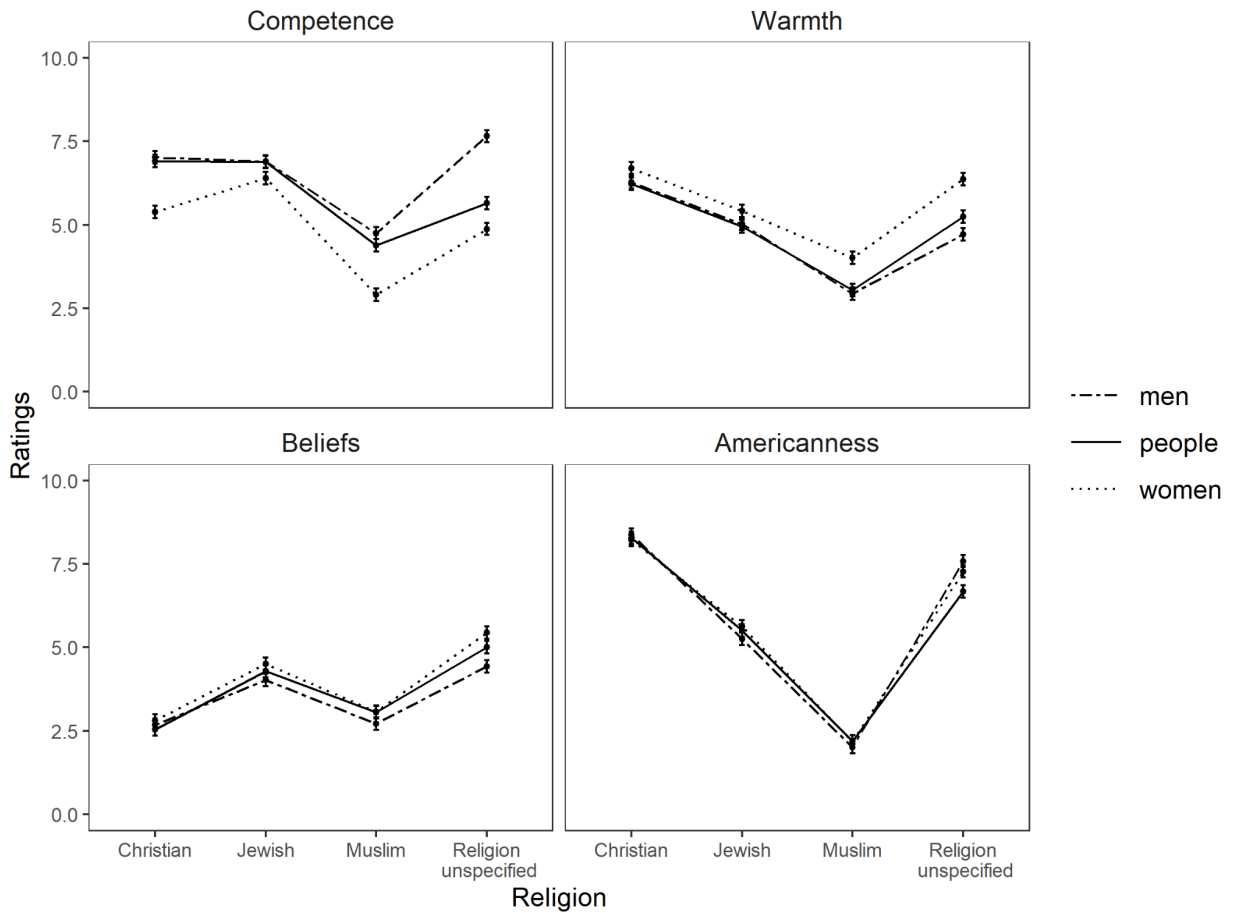 Competence
Warmth
10.0
7.5
5.0
2.5
0.0
Ratings
Beliefs
Americanness
10.0
7.5
5.0
2.5
0.0
Christian
Jewish
Muslim
Religion
unspecified
Christian
Jewish
Muslim
Religion
unspecified
Religion
men
people
women